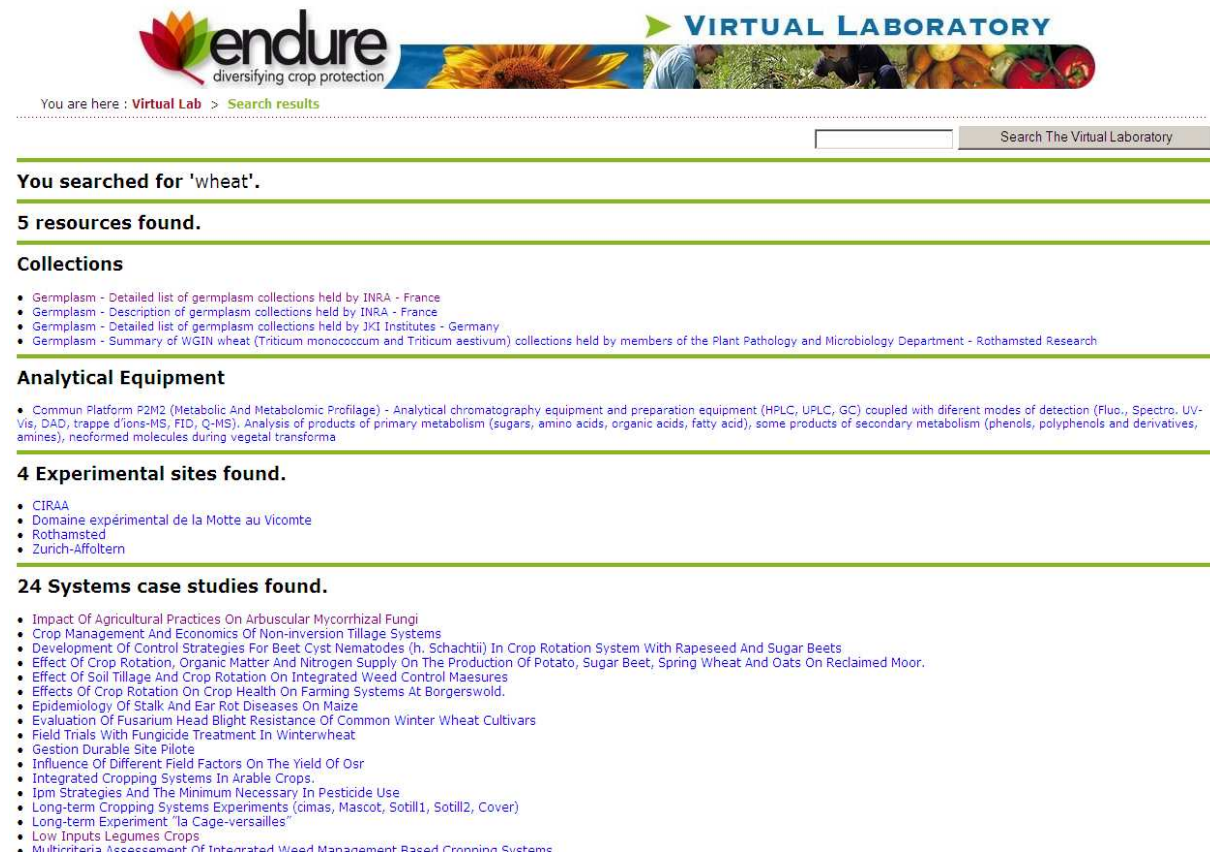 endure
diversifying crop protection
VIRTUAL LABORATORY
You are here : Virtual Lab > Search results
Search The Virtual Laboratory
You searched for 'wheat'.
5 resources found.
Collections
• Germplasm - Detailed list of germplasm collections held by INRA - France
• Germplasm - Description of germplasm collections held by INRA - France
• Germplasm - Detailed list of germplasm collections held by JKI Institutes - Germany
• Germplasm - Summary of WGIN wheat (Triticum monococcum and Triticum aestivum) collections held by members of the Plant Pathology and Microbiology Department - Rothamsted Research
Analytical Equipment
• Commun Platform P2M2 (Metabolic And Metabolomic Profilage) - Analytical chromatography equipment and preparation equipment (HPLC, UPLC, GC) coupled with diferent modes of detection (Fluo., Spectro. UV-
Vis, DAD, trappe d'ions-MS, FID, Q-MS). Analysis of products of primary metabolism (sugars, amino acids, organic acids, fatty acid), some products of secondary metabolism (phenols, polyphenols and derivatives,
amines), neoformed molecules during vegetal transforma
4 Experimental sites found.
• CIRAA
• Domaine expérimental de la Motte au Vicomte
• Rothamsted
• Zurich-Affoltern
24 Systems case studies found.
• Impact Of Agricultural Practices On Arbuscular Mycorrhizal Fungi
• Crop Management And Economics Of Non-inversion Tillage Systems
• Development Of Control Strategies For Beet Cyst Nematodes (h. Schachtii) In Crop Rotation System With Rapeseed And Sugar Beets
• Effect Of Crop Rotation, Organic Matter And Nitrogen Supply On The Production Of Potato, Sugar Beet, Spring Wheat And Oats On Reclaimed Moor.
• Effect Of Soil Tillage And Crop Rotation On Integrated Weed Control Maesures
• Effects Of Crop Rotation On Crop Health On Farming Systems At Borgerswold.
• Epidemiology Of Stalk And Ear Rot Diseases On Maize
• Evaluation Of Fusarium Head Blight Resistance Of Common Winter Wheat Cultivars
• Field Trials With Fungicide Treatment In Winterwheat
• Gestion Durable Site Pilote
• Influence Of Different Field Factors On The Yield Of Osr
• Integrated Cropping Systems In Arable Crops.
• Ipm Strategies And The Minimum Necessary In Pesticide Use
• Long-term Cropping Systems Experiments (cimas, Mascot, Sotill1, Sotill2, Cover)
• Long-term Experiment "la Cage-versailles"
• Low Inputs Legumes Crops
• Multicriteria Assessement Of Integrated Weed Management Based Cropping Systems